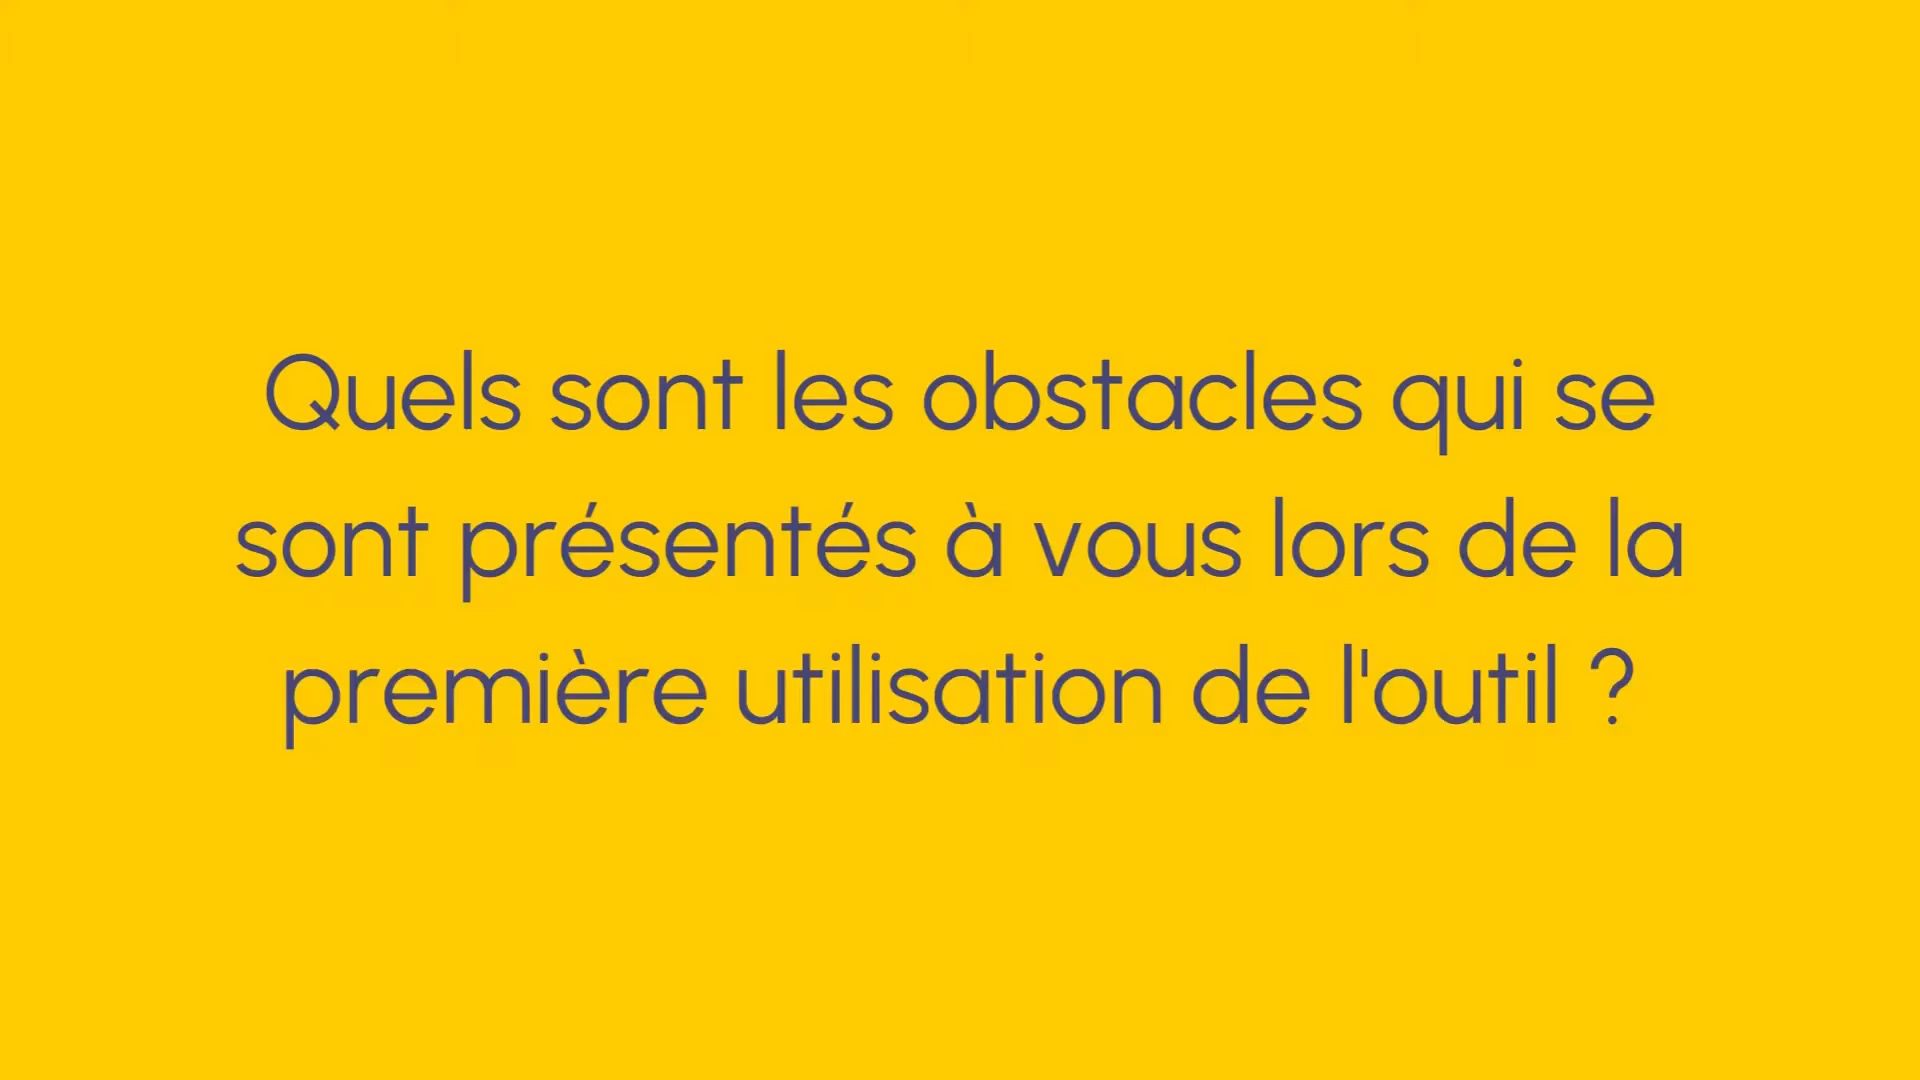 Quels sont les obstacles qui se
sont présentés à vous lors de la
première utilisation de l'outil ?